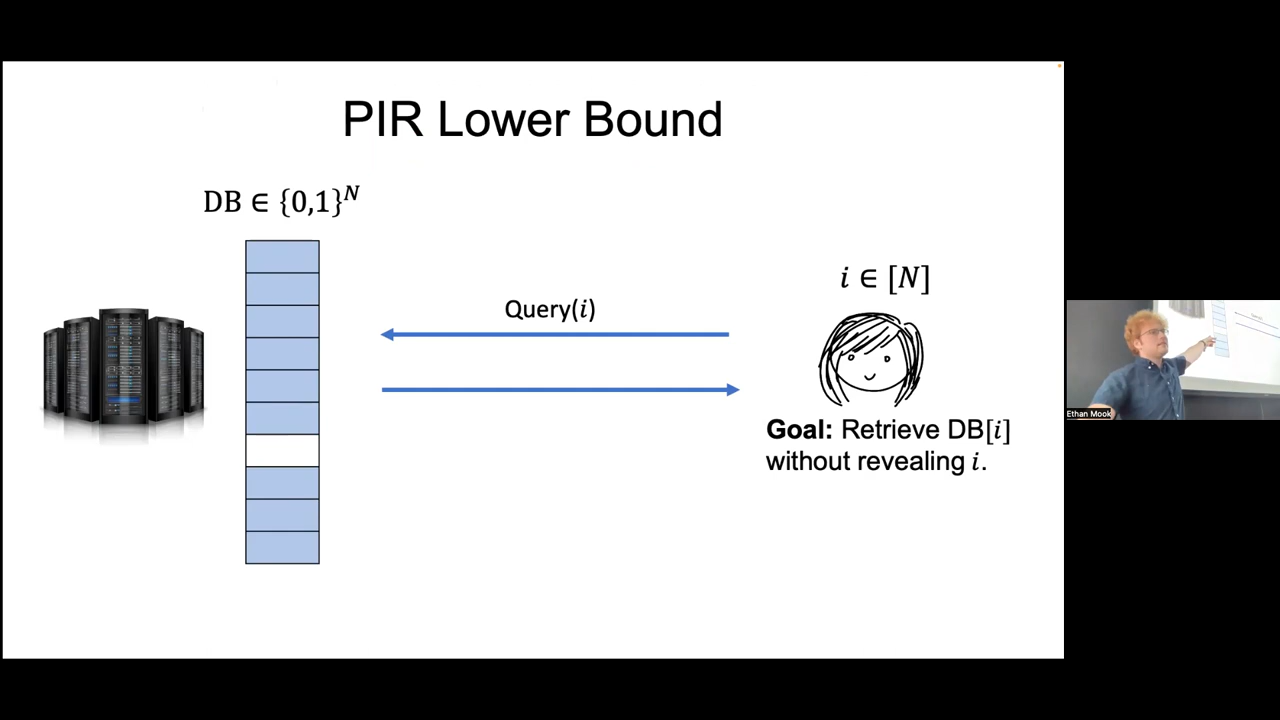 PIR Lower Bound
DB ∈ {0,1}^N
i ∈ [N]
Query(i)
Goal: Retrieve DB[i]
without revealing i.
Ethan Mook